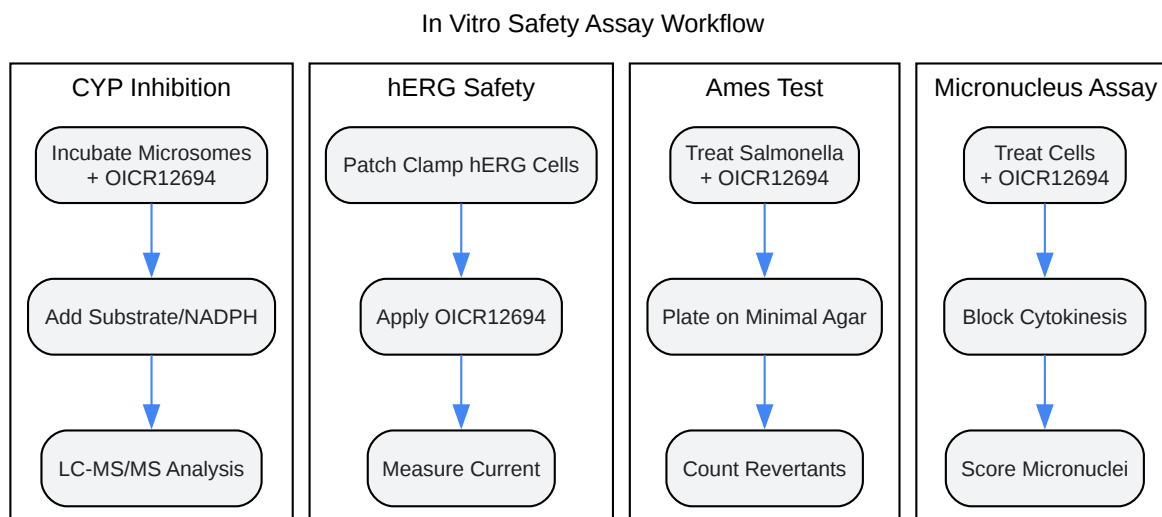 In Vitro Safety Assay Workflow
CYP Inhibition
Incubate Microsomes
+ OICR12694
Add Substrate/NADPH
LC-MS/MS Analysis
hERG Safety
Patch Clamp hERG Cells
Apply OICR12694
Measure Current
Ames Test
Treat Salmonella
+ OICR12694
Plate on Minimal Agar
Count Revertants
Micronucleus Assay
Treat Cells
+ OICR12694
Block Cytokinesis
Score Micronuclei